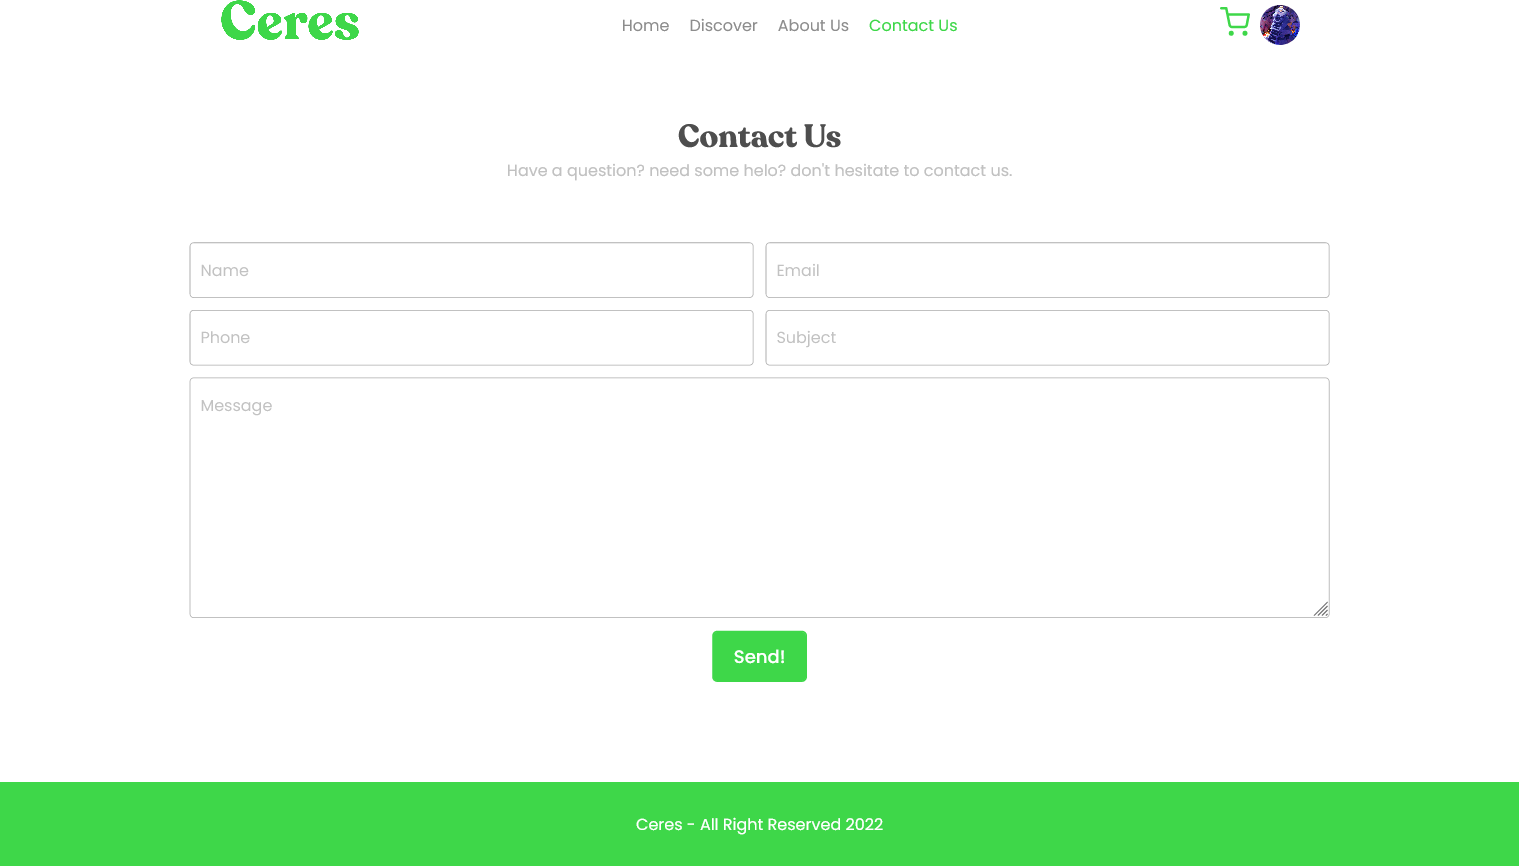 Ceres
Home Discover About Us Contact Us
Contact Us
Have a question? need some helo? don't hesitate to contact us.
Name Email
Phone Subject
Message
Send!
Ceres - All Right Reserved 2022